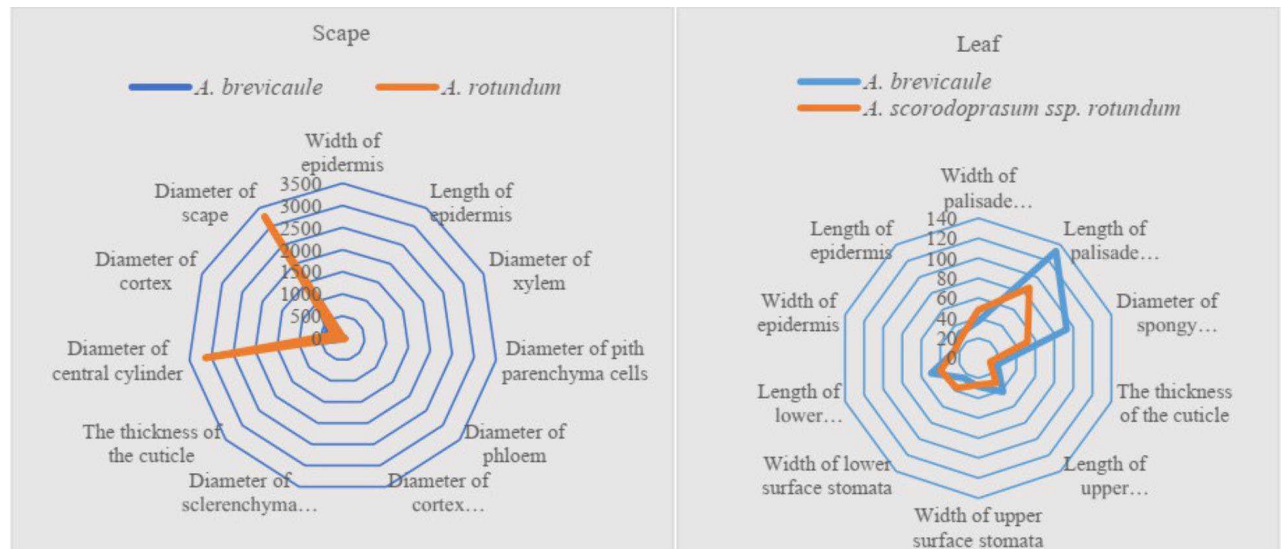 Scape
A. brevicaule
A. rotundum
Width of
epidermis
Length of
epidermis
Diameter of
xylem
Diameter of pith
parenchyma cells
Diameter of
phloem
Diameter of
cortex…
Diameter of
sclerenchyma…
The thickness of
the cuticle
Diameter of
central cylinder
Diameter of
cortex
Diameter of
scape
3500
3000
2500
2000
1500
1000
500
0
Leaf
A. brevicaule
A. scorodoprasum ssp. rotundum
Width of
palisade…
Length of
palisade…
Diameter of
spongy…
The thickness
of the cuticle
Length of
upper…
Width of upper
surface stomata
Width of lower
surface stomata
Length of
lower…
Width of
epidermis
Length of
epidermis
140
120
100
80
60
40
20
0